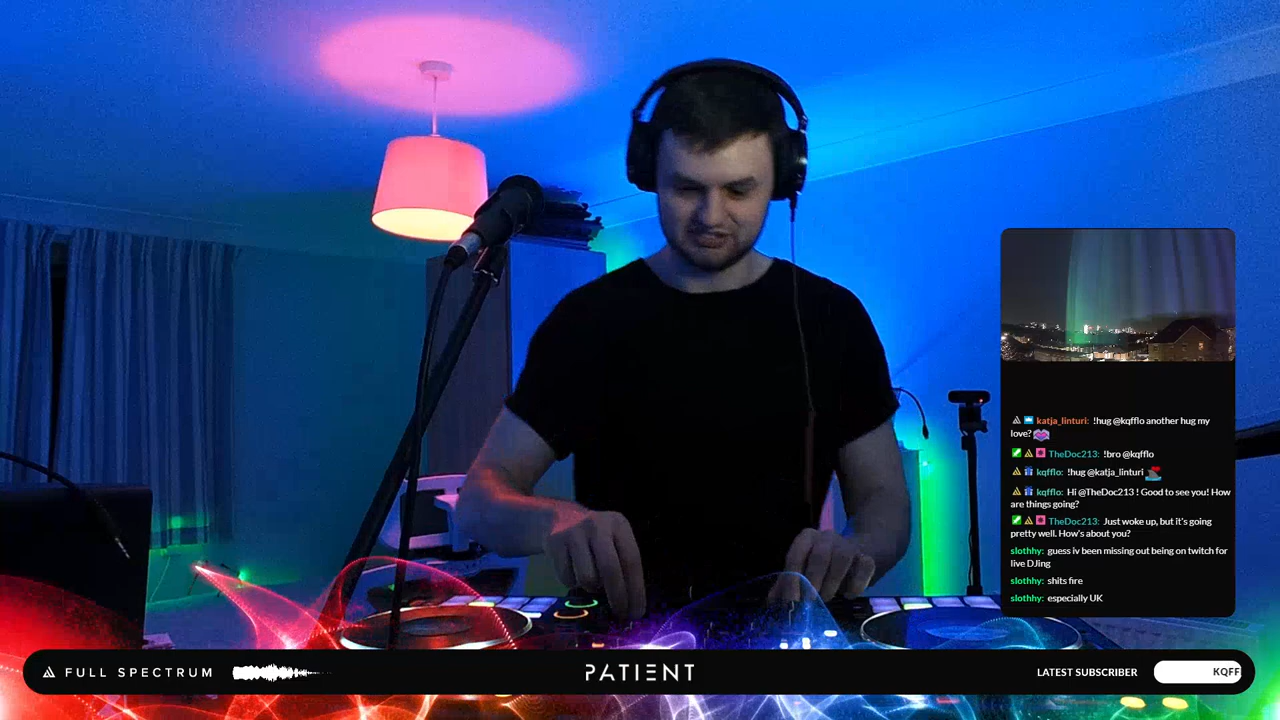 katja_linturi: !hug @kqfflo another hug my
love?
TheDoc213: !bro @kqfflo
kqfflo: !hug @katja_linturi
kqfflo: Hi @TheDoc213 ! Good to see you! How
are things going?
TheDoc213: Just woke up, but it's going
pretty well. How's about you?
slothhy: guess iv been missing out being on twitch for
live DJing
slothhy: shits fire
slothhy: especially UK
FULL SPECTRUM
PATIENT
LATEST SUBSCRIBER
KQFF